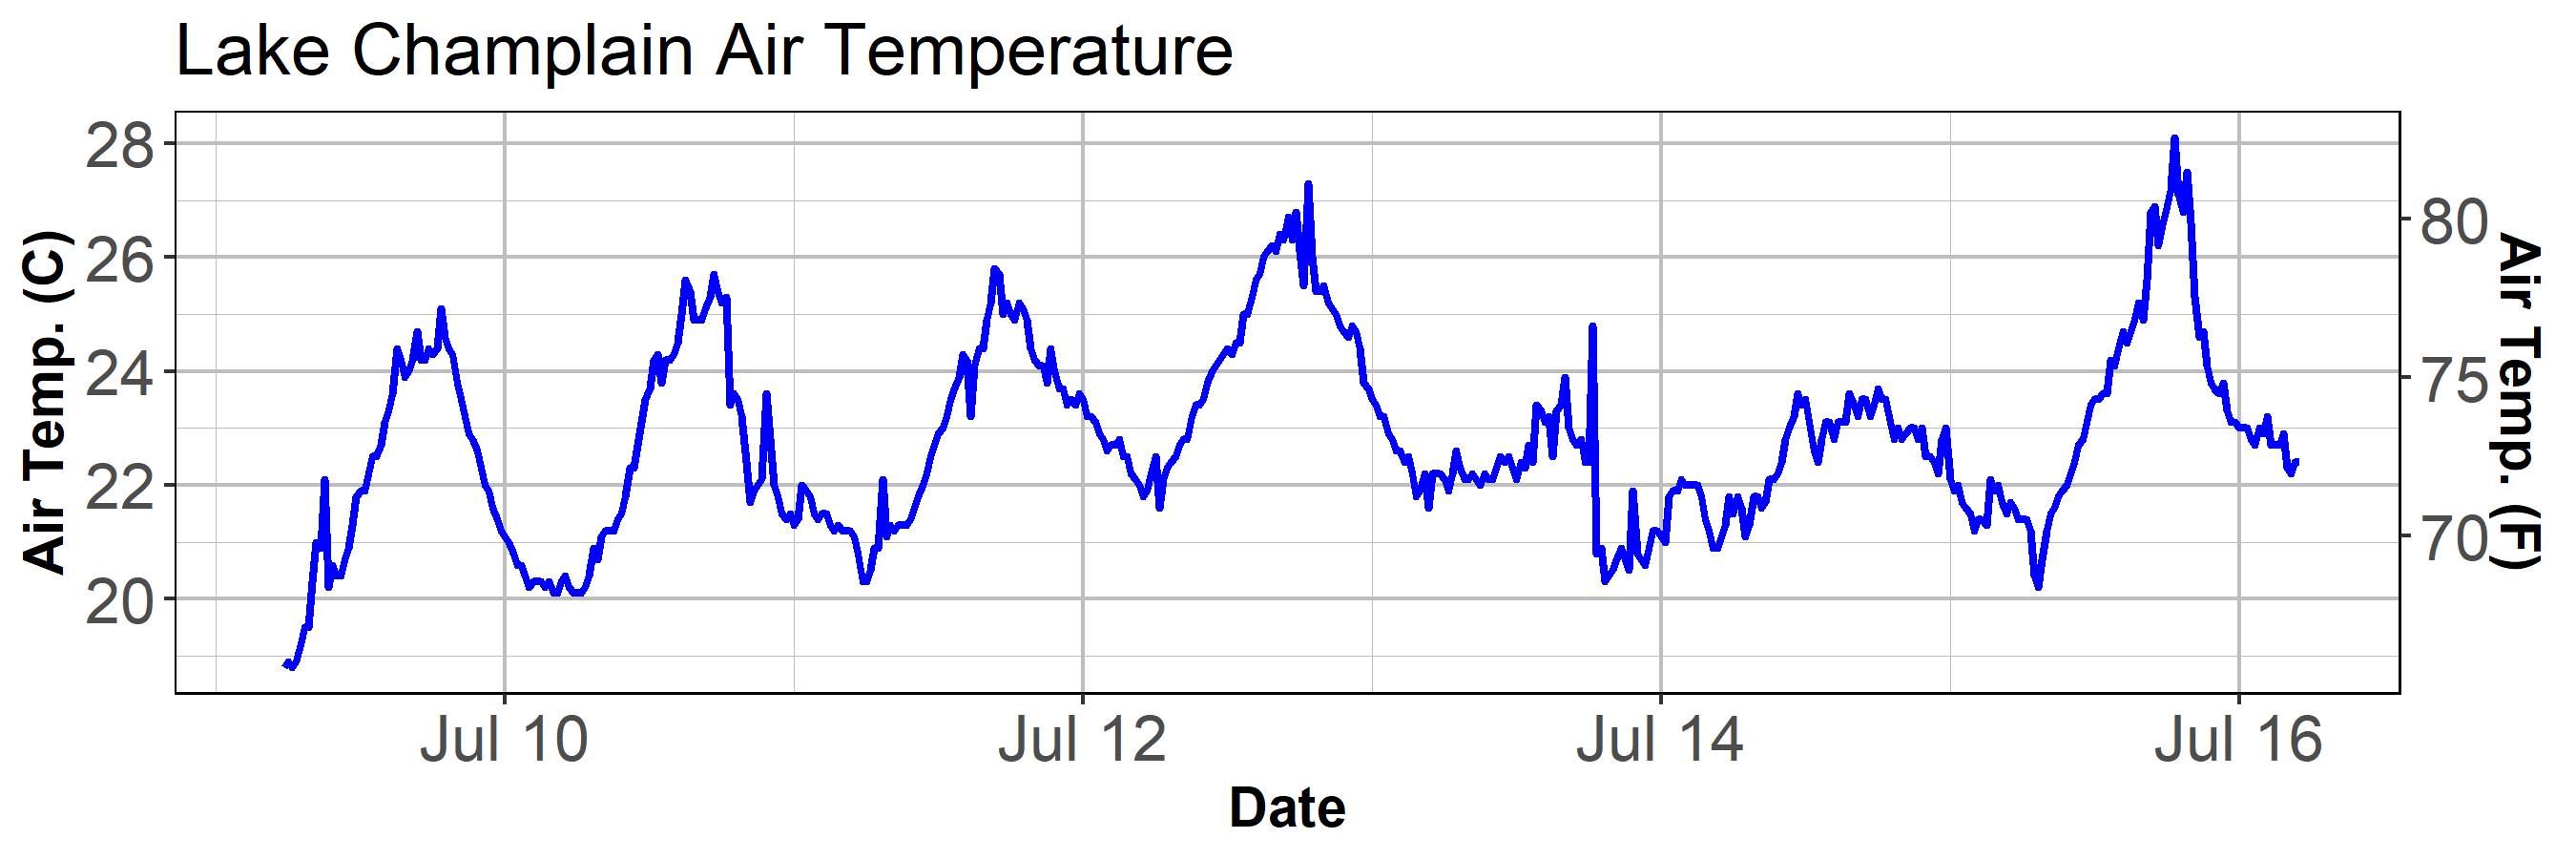 Lake Champlain Air Temperature
Air Temp. (C)
28
26
24
22
20
80
75
70
Air Temp. (F)
Jul 10
Jul 12
Jul 14
Jul 16
Date